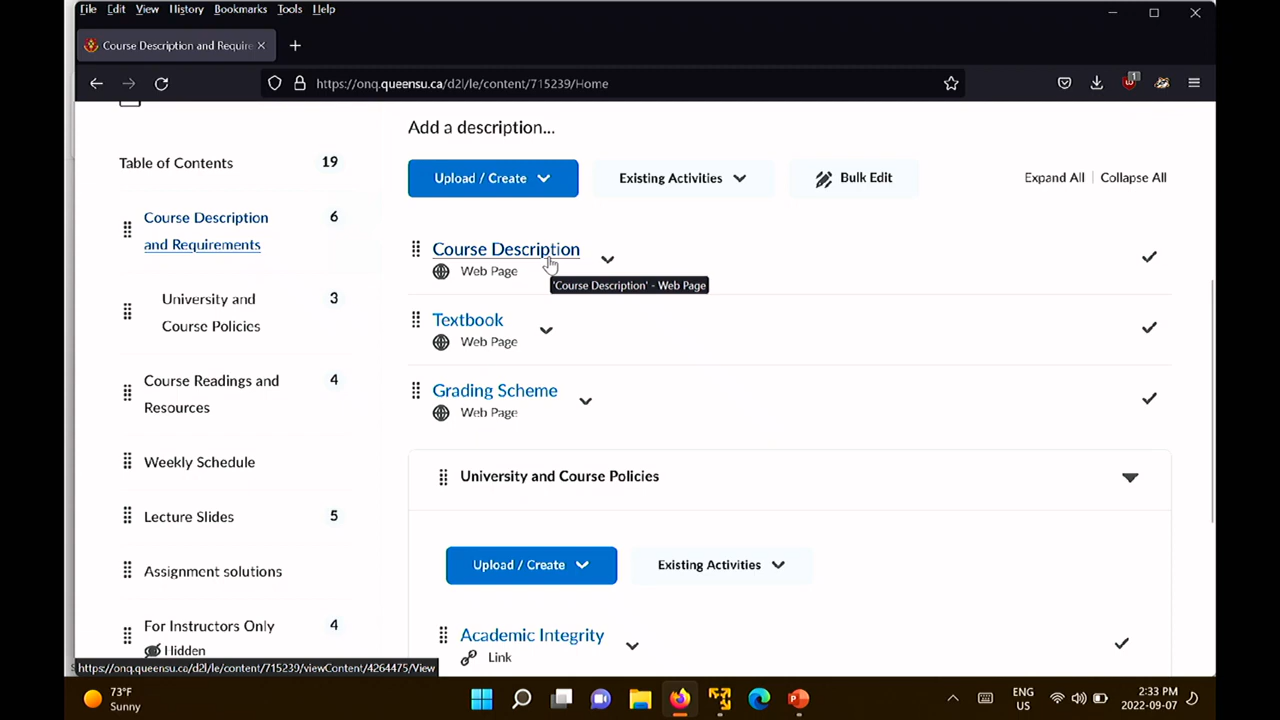 File Edit View History Bookmarks Tools Help
Course Description and Require
https://onq.queensu.ca/d2l/le/content/715239/Home
1
Add a description...
Table of Contents 19
Upload / Create Existing Activities Bulk Edit Expand All Collapse All
Course Description and Requirements 6
University and Course Policies 3
Course Readings and Resources 4
Weekly Schedule
Lecture Slides 5
Assignment solutions
For Instructors Only 4
Hidden
Course Description
Web Page
'Course Description' - Web Page
Textbook
Web Page
Grading Scheme
Web Page
University and Course Policies
Upload / Create Existing Activities
Academic Integrity
Link
https://onq.queensu.ca/d2l/le/content/715239/viewContent/4264475/View
73°F
Sunny
ENG
US
2:33 PM
2022-09-07